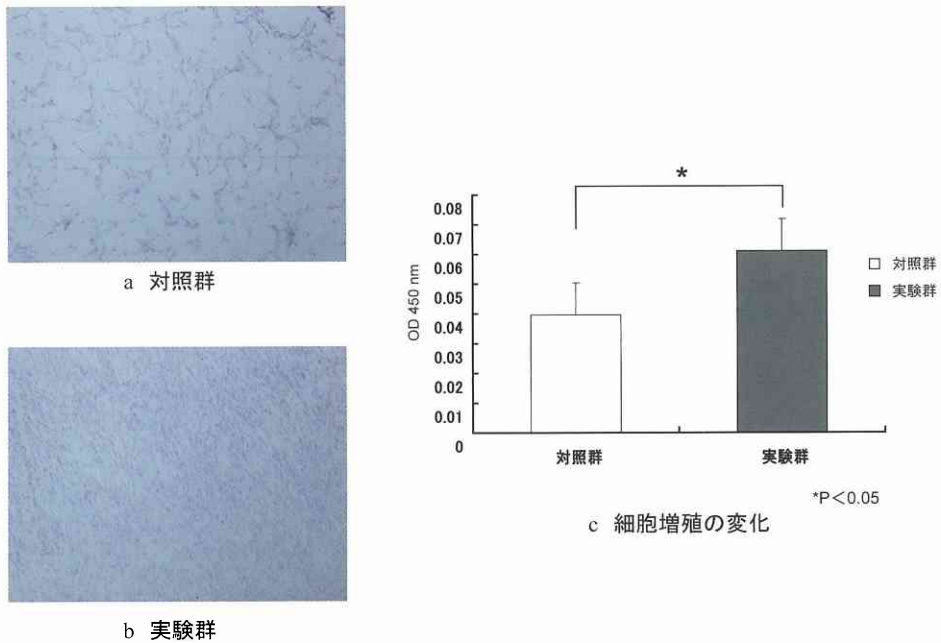 a 対照群
b 実験群
*
0.08
0.07
0.06
0.05
0.04
0.03
0.02
0.01
0
OD 450 nm
対照群
実験群
対照群
実験群
*P<0.05
c 細胞増殖の変化